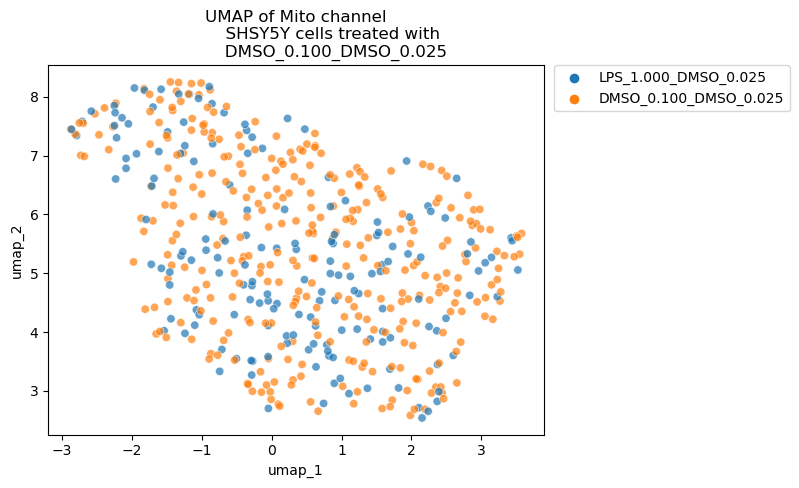 UMAP of Mito channel
SHSY5Y cells treated with
DMSO_0.100_DMSO_0.025
LPS_1.000_DMSO_0.025
DMSO_0.100_DMSO_0.025
8
7
6
5
4
3
umap_2
−3 −2 −1 0 1 2 3
umap_1